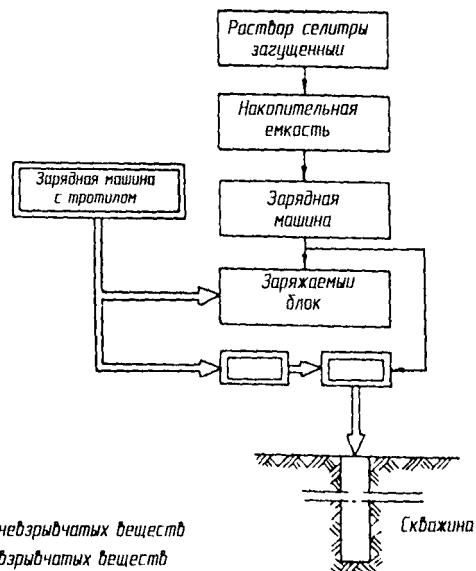 Раствор селитры
загущенный
Накопительная
емкость
Зарядная машина
с тротилом
Зарядная
машина
Заряжаемый
блок
Скважина
невзрывчатых веществ
взрывчатых веществ